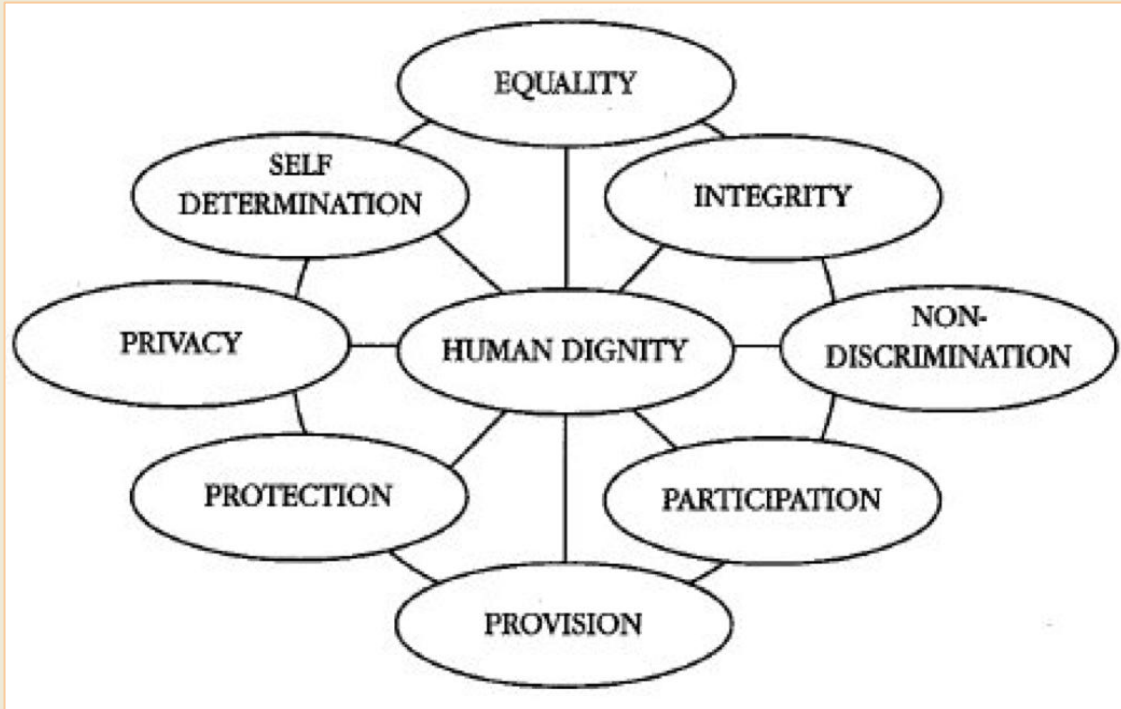 EQUALITY
SELF
DETERMINATION
INTEGRITY
PRIVACY
HUMAN DIGNITY
NON-
DISCRIMINATION
PROTECTION
PARTICIPATION
PROVISION